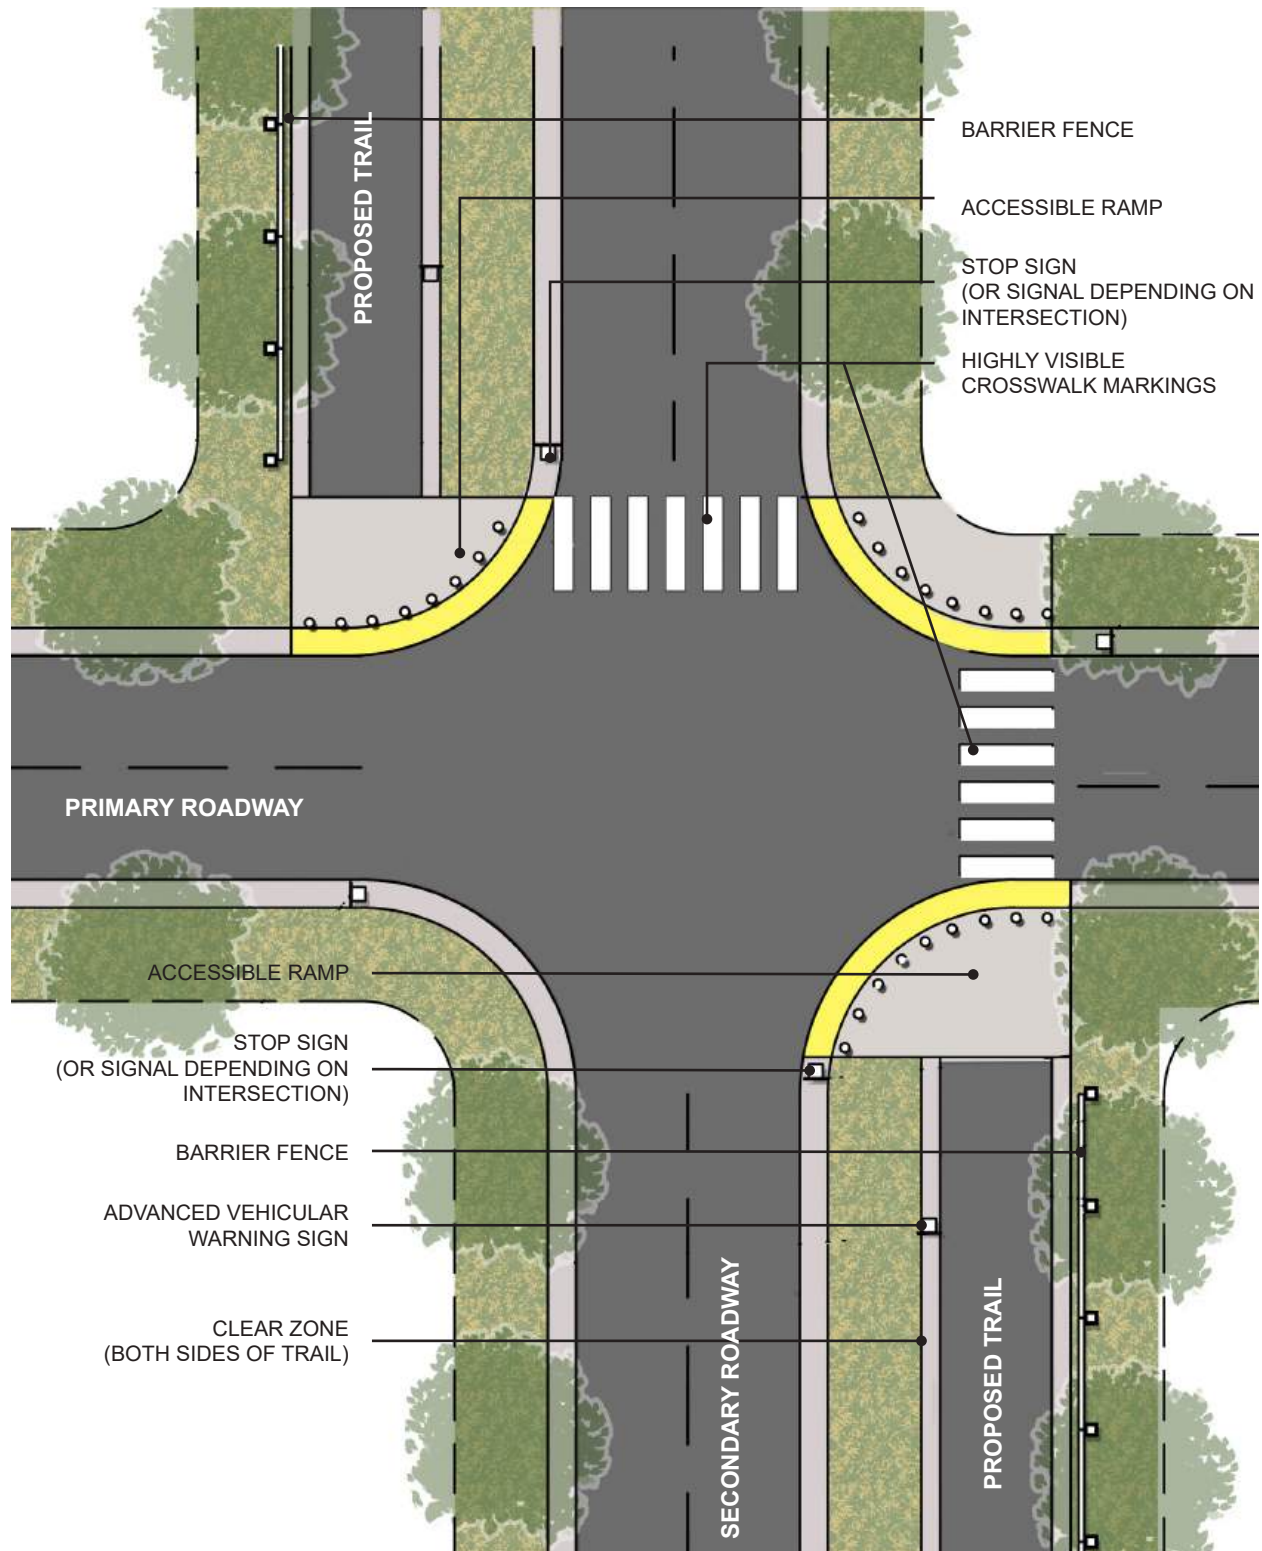 BARRIER FENCE
PROPOSED TRAIL
ACCESSIBLE RAMP
STOP SIGN
(OR SIGNAL DEPENDING ON
INTERSECTION)
HIGHLY VISIBLE
CROSSWALK MARKINGS
PRIMARY ROADWAY
ACCESSIBLE RAMP
STOP SIGN
(OR SIGNAL DEPENDING ON
INTERSECTION)
BARRIER FENCE
ADVANCED VEHICULAR
WARNING SIGN
CLEAR ZONE
(BOTH SIDES OF TRAIL)
SECONDARY ROADWAY
PROPOSED TRAIL